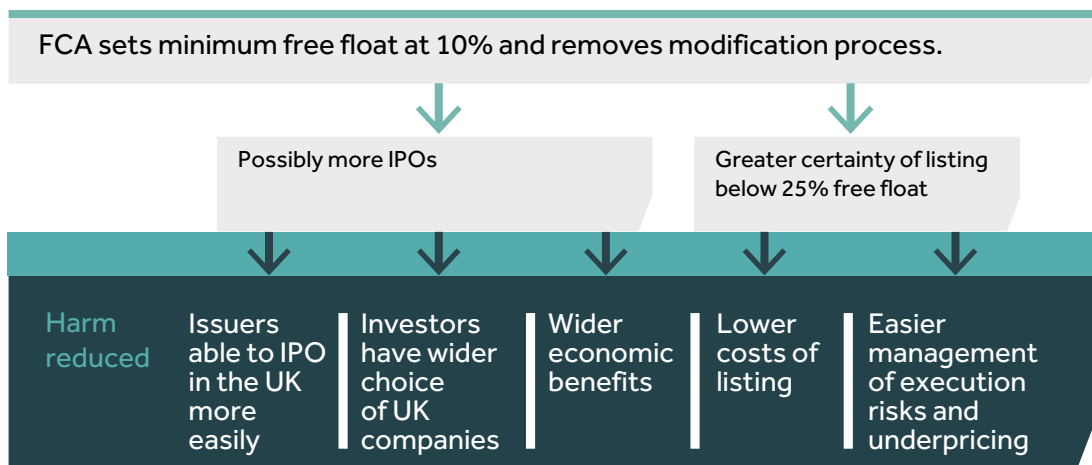 FCA sets minimum free float at 10% and removes modification process.
Possibly more IPOs
Greater certainty of listing
below 25% free float
Harm
reduced
Issuers
able to IPO
in the UK
more
easily
Investors
have wider
choice
of UK
companies
Wider
economic
benefits
Lower
costs of
listing
Easier
management
of execution
risks and
underpricing